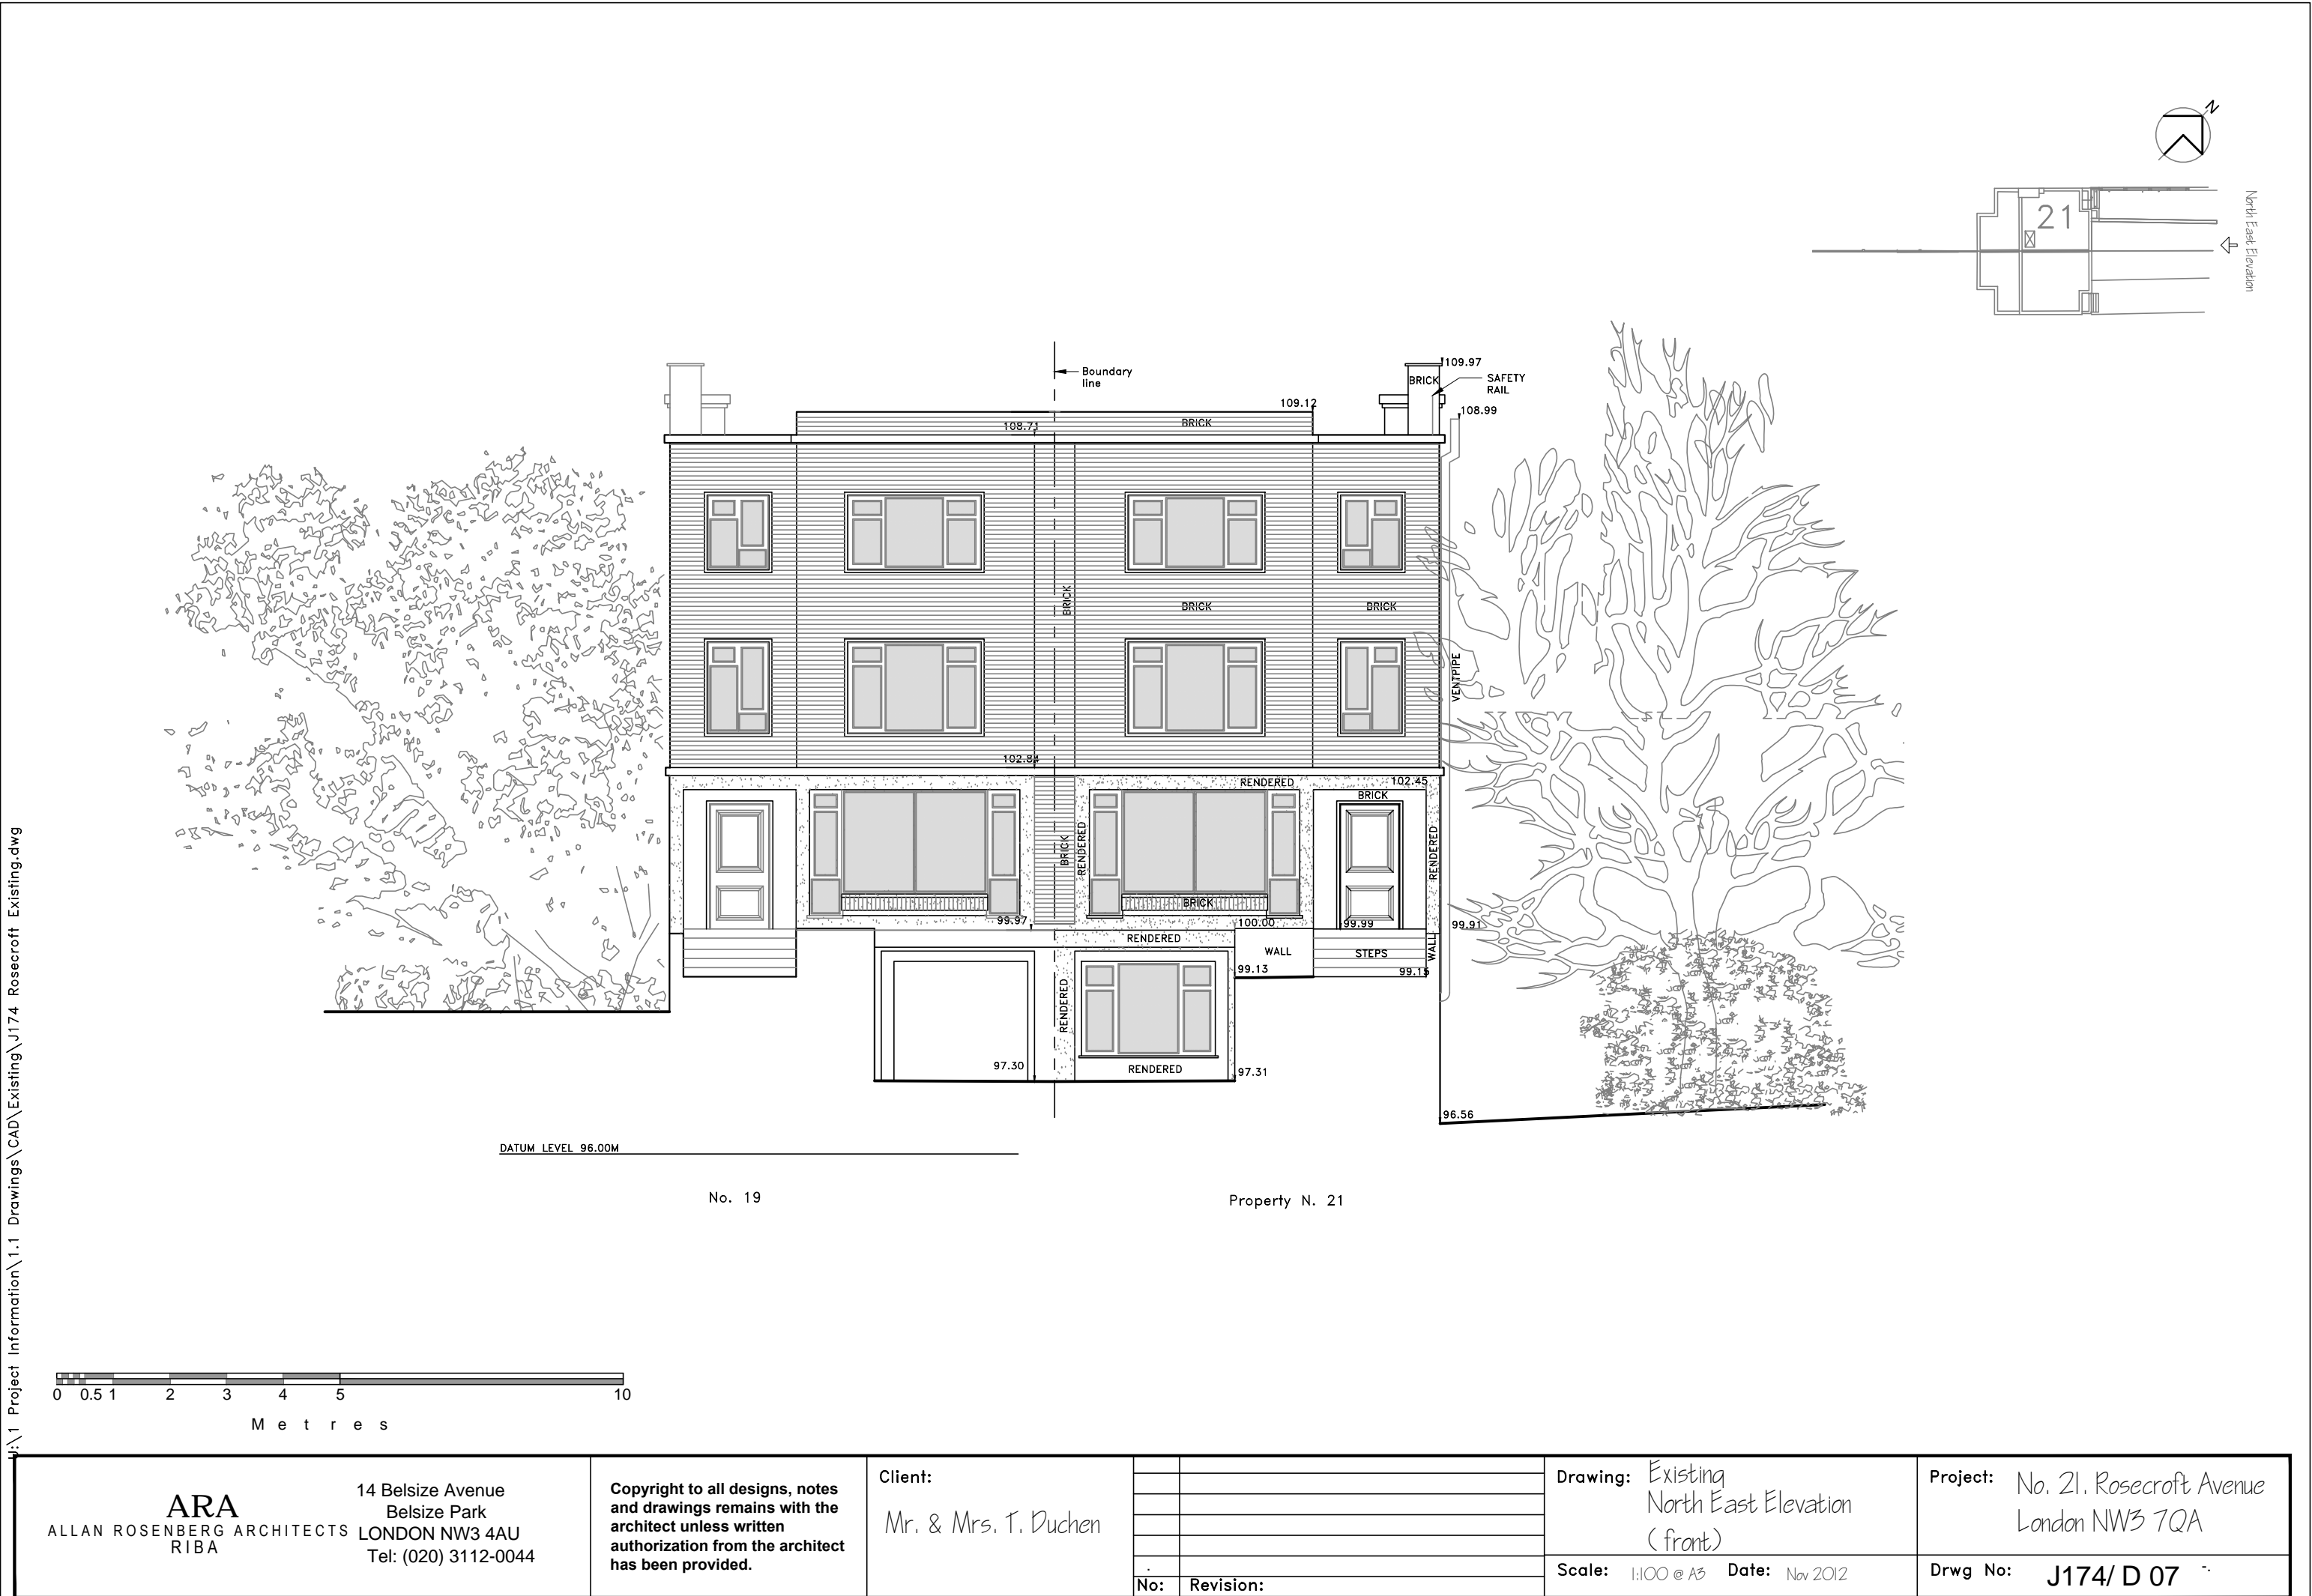 N
21
North East Elevation
Boundary
line
109.97
BRICK
SAFETY
RAIL
109.12
108.99
108.71
BRICK
BRICK
BRICK
BRICK
VENTPIPE
102.84
RENDERED
102.45
BRICK
BRICK
RENDERED
RENDERED
BRICK
99.97
100.00
99.99
99.91
RENDERED
WALL
STEPS
WALL
99.13
99.15
RENDERED
97.30
RENDERED
97.31
96.56
DATUM LEVEL 96.00M
No. 19
Property N. 21
J:\1 Project Information\1.1 Drawings\CAD\Existing\J174 Rosecroft Existing.dwg
0 0.5 1 2 3 4 5 10
Metres
ARA
ALLAN ROSENBERG ARCHITECTS
RIBA
14 Belsize Avenue
Belsize Park
LONDON NW3 4AU
Tel: (020) 3112-0044
Copyright to all designs, notes
and drawings remains with the
architect unless written
authorization from the architect
has been provided.
Client:
Mr. & Mrs. T. Duchen
No: Revision:
Drawing: Existing
North East Elevation
(front)
Scale: 1:100 @ A3 Date: Nov 2012
Project: No. 21, Rosecroft Avenue
London NW3 7QA
Drwg No: J174/ D 07